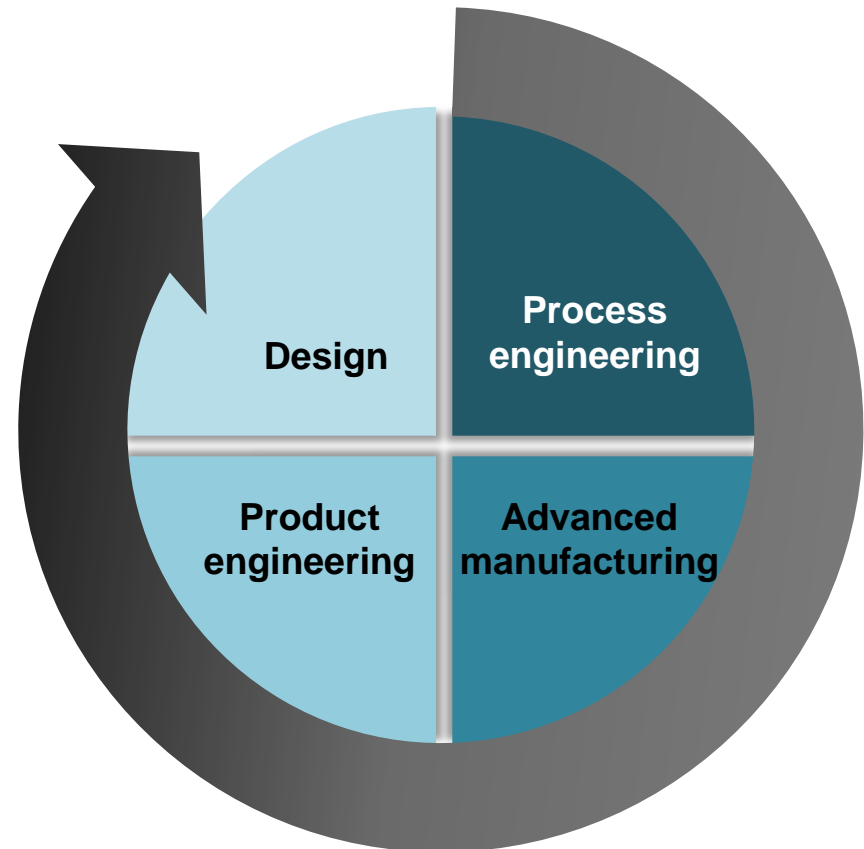 Process
engineering
Design
Product
engineering
Advanced
manufacturing